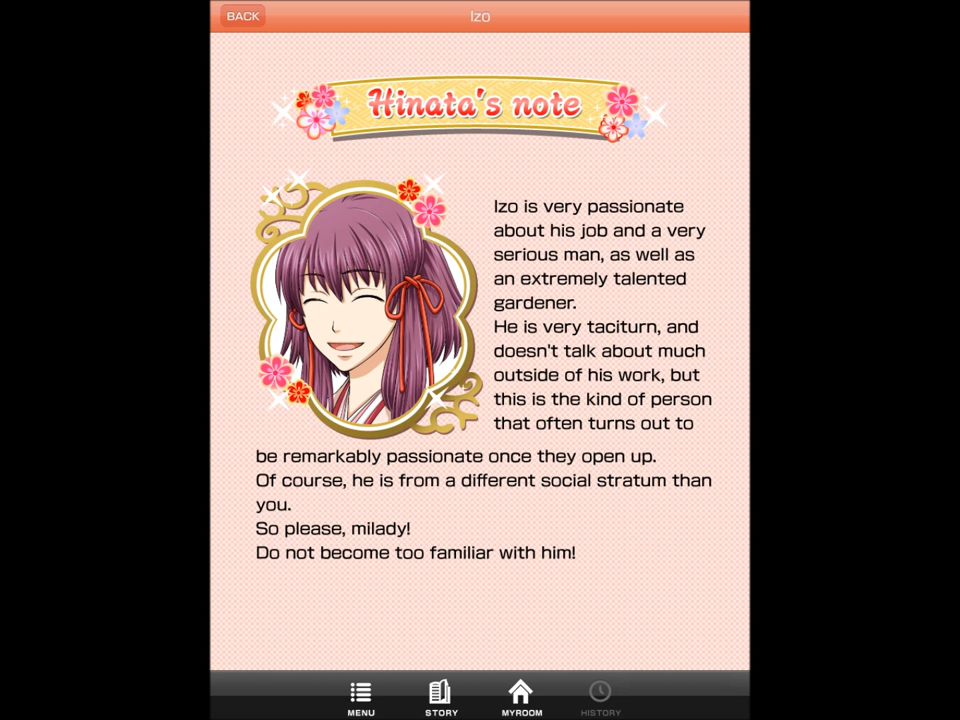 BACK
Izo
Hinata's note
Izo is very passionate
about his job and a very
serious man, as well as
an extremely talented
gardener.
He is very taciturn, and
doesn't talk about much
outside of his work, but
this is the kind of person
that often turns out to
be remarkably passionate once they open up.
Of course, he is from a different social stratum than
you.
So please, milady!
Do not become too familiar with him!
MENU
STORY
MYROOM
HISTORY